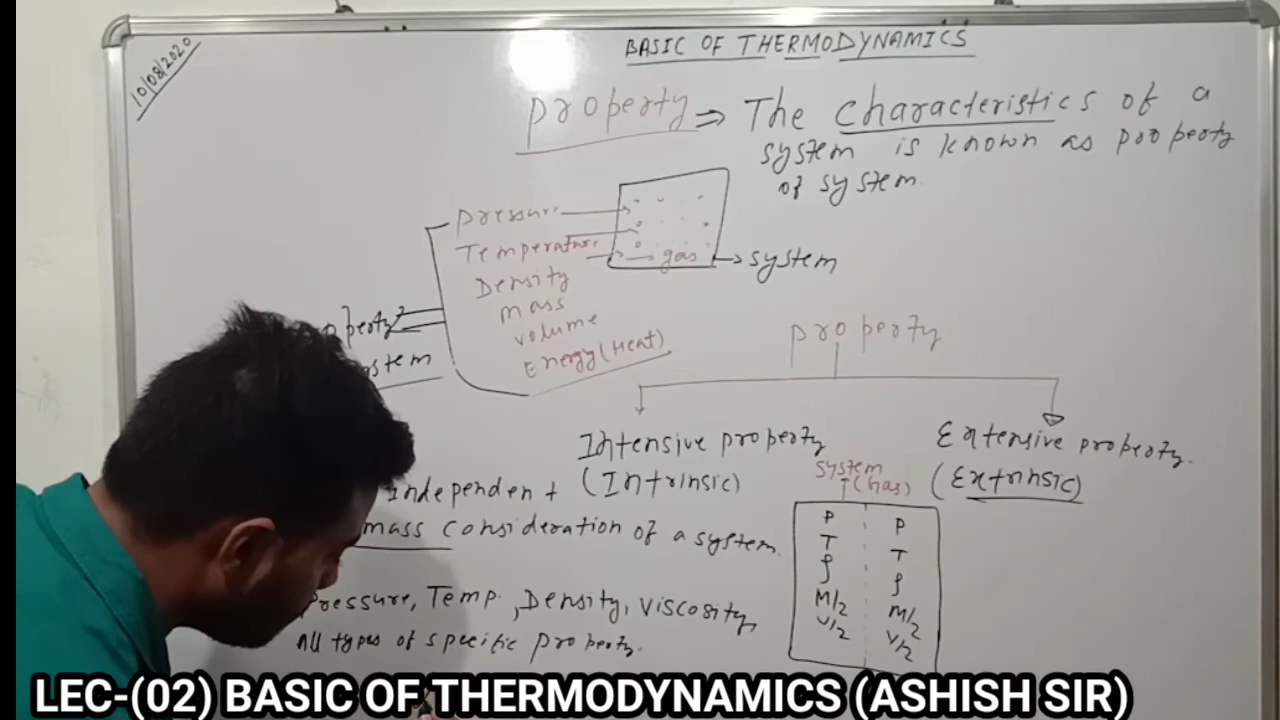 10/08/2020
BASIC OF THERMODYNAMICS
Property => The characteristics of a
system is known as property
of system.
Pressure
Temperature
Density
Mass
Volume
Energy (Heat)
gas
system
Property
Intensive property
(Intrinsic)
Extensive property.
(Extrinsic)
Independent
mass consideration of a system.
Pressure, Temp., Density, Viscosity,
All types of specific property.
System
(Gas)
P P
T T
ρ ρ
M/2 M/2
V/2 V/2
LEC-(02) BASIC OF THERMODYNAMICS (ASHISH SIR)